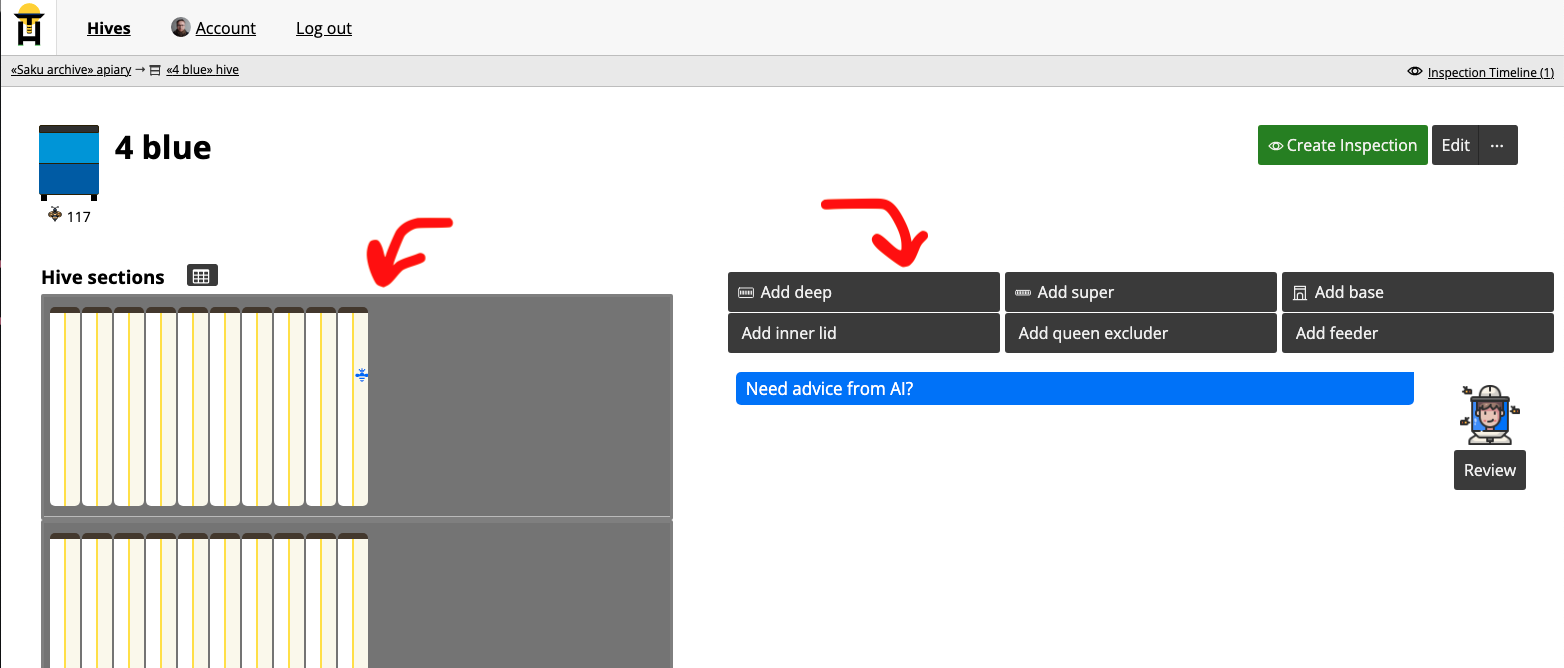 Hives Account Log out
«Saku archive» apiary → «4 blue» hive Inspection Timeline (1)
4 blue
Create Inspection Edit ...
117
Hive sections
Add deep Add super Add base
Add inner lid Add queen excluder Add feeder
Need advice from AI?
Review